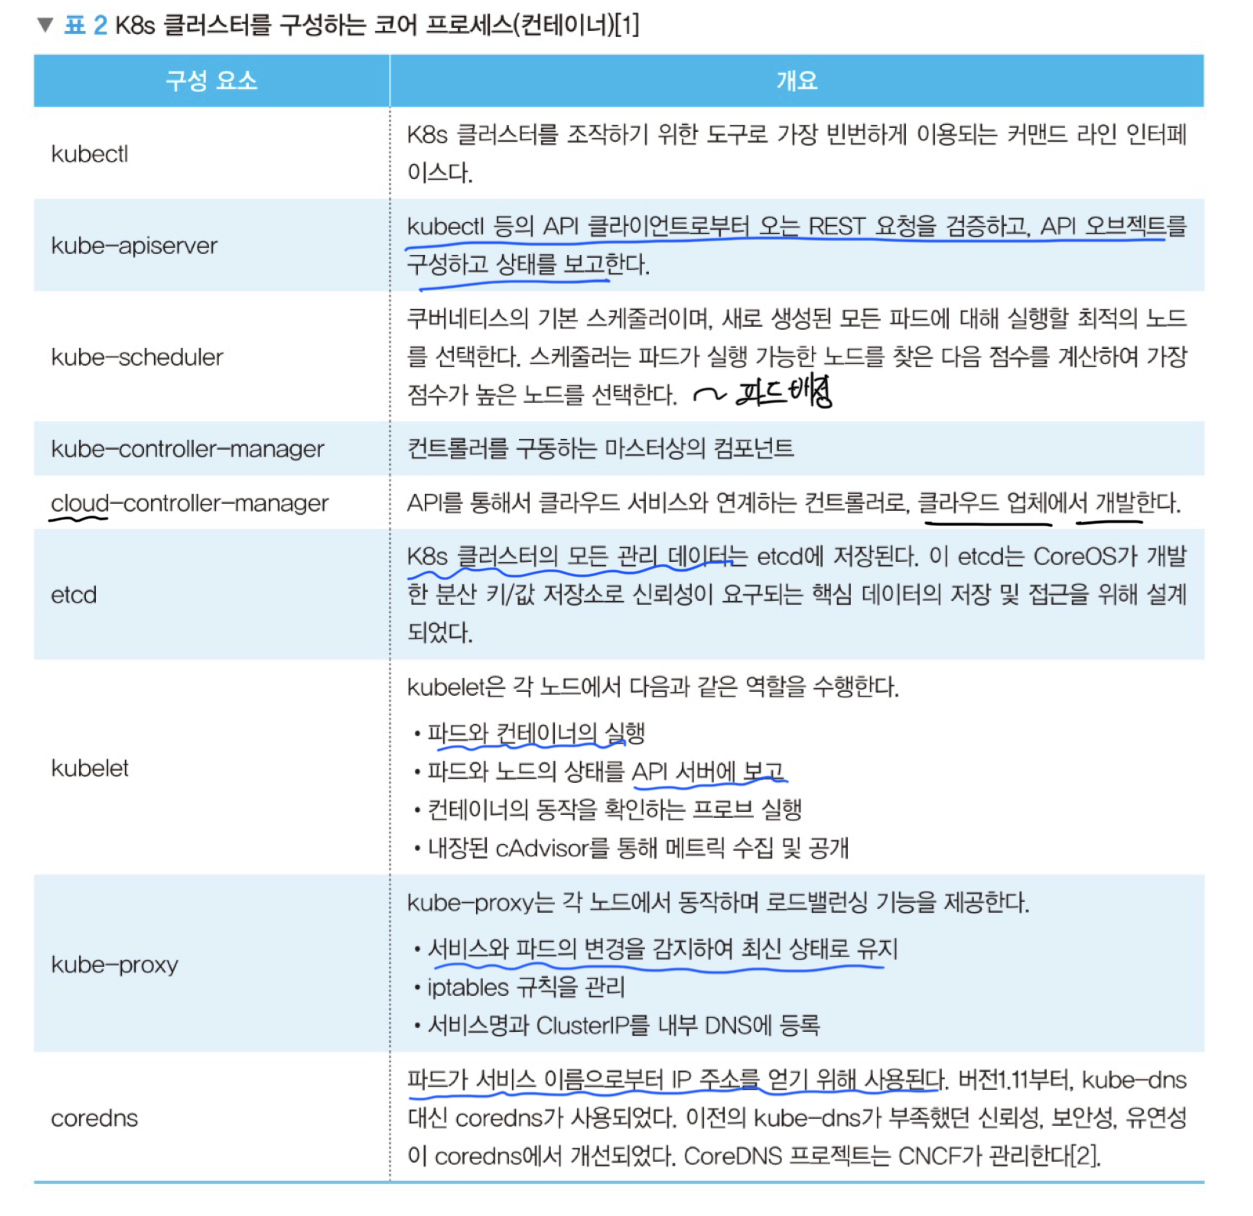 ▼ 표 2 K8s 클러스터를 구성하는 코어 프로세스(컨테이너)[1]
구성 요소
개요
kubectl
K8s 클러스터를 조작하기 위한 도구로 가장 빈번하게 이용되는 커맨드 라인 인터페
이스다.
kube-apiserver
kubectl 등의 API 클라이언트로부터 오는 REST 요청을 검증하고, API 오브젝트를
구성하고 상태를 보고한다.
kube-scheduler
쿠버네티스의 기본 스케줄러이며, 새로 생성된 모든 파드에 대해 실행할 최적의 노드
를 선택한다. 스케줄러는 파드가 실행 가능한 노드를 찾은 다음 점수를 계산하여 가장
점수가 높은 노드를 선택한다. ~ 파드 배정
kube-controller-manager
컨트롤러를 구동하는 마스터상의 컴포넌트
cloud-controller-manager
API를 통해서 클라우드 서비스와 연계하는 컨트롤러로, 클라우드 업체에서 개발한다.
etcd
K8s 클러스터의 모든 관리 데이터는 etcd에 저장된다. 이 etcd는 CoreOS가 개발
한 분산 키/값 저장소로 신뢰성이 요구되는 핵심 데이터의 저장 및 접근을 위해 설계
되었다.
kubelet
kubelet은 각 노드에서 다음과 같은 역할을 수행한다.
• 파드와 컨테이너의 실행
• 파드와 노드의 상태를 API 서버에 보고
• 컨테이너의 동작을 확인하는 프로브 실행
• 내장된 cAdvisor를 통해 메트릭 수집 및 공개
kube-proxy
kube-proxy는 각 노드에서 동작하며 로드밸런싱 기능을 제공한다.
• 서비스와 파드의 변경을 감지하여 최신 상태로 유지
• iptables 규칙을 관리
• 서비스명과 ClusterIP를 내부 DNS에 등록
coredns
파드가 서비스 이름으로부터 IP 주소를 얻기 위해 사용된다. 버전1.11부터, kube-dns
대신 coredns가 사용되었다. 이전의 kube-dns가 부족했던 신뢰성, 보안성, 유연성
이 coredns에서 개선되었다. CoreDNS 프로젝트는 CNCF가 관리한다[2].